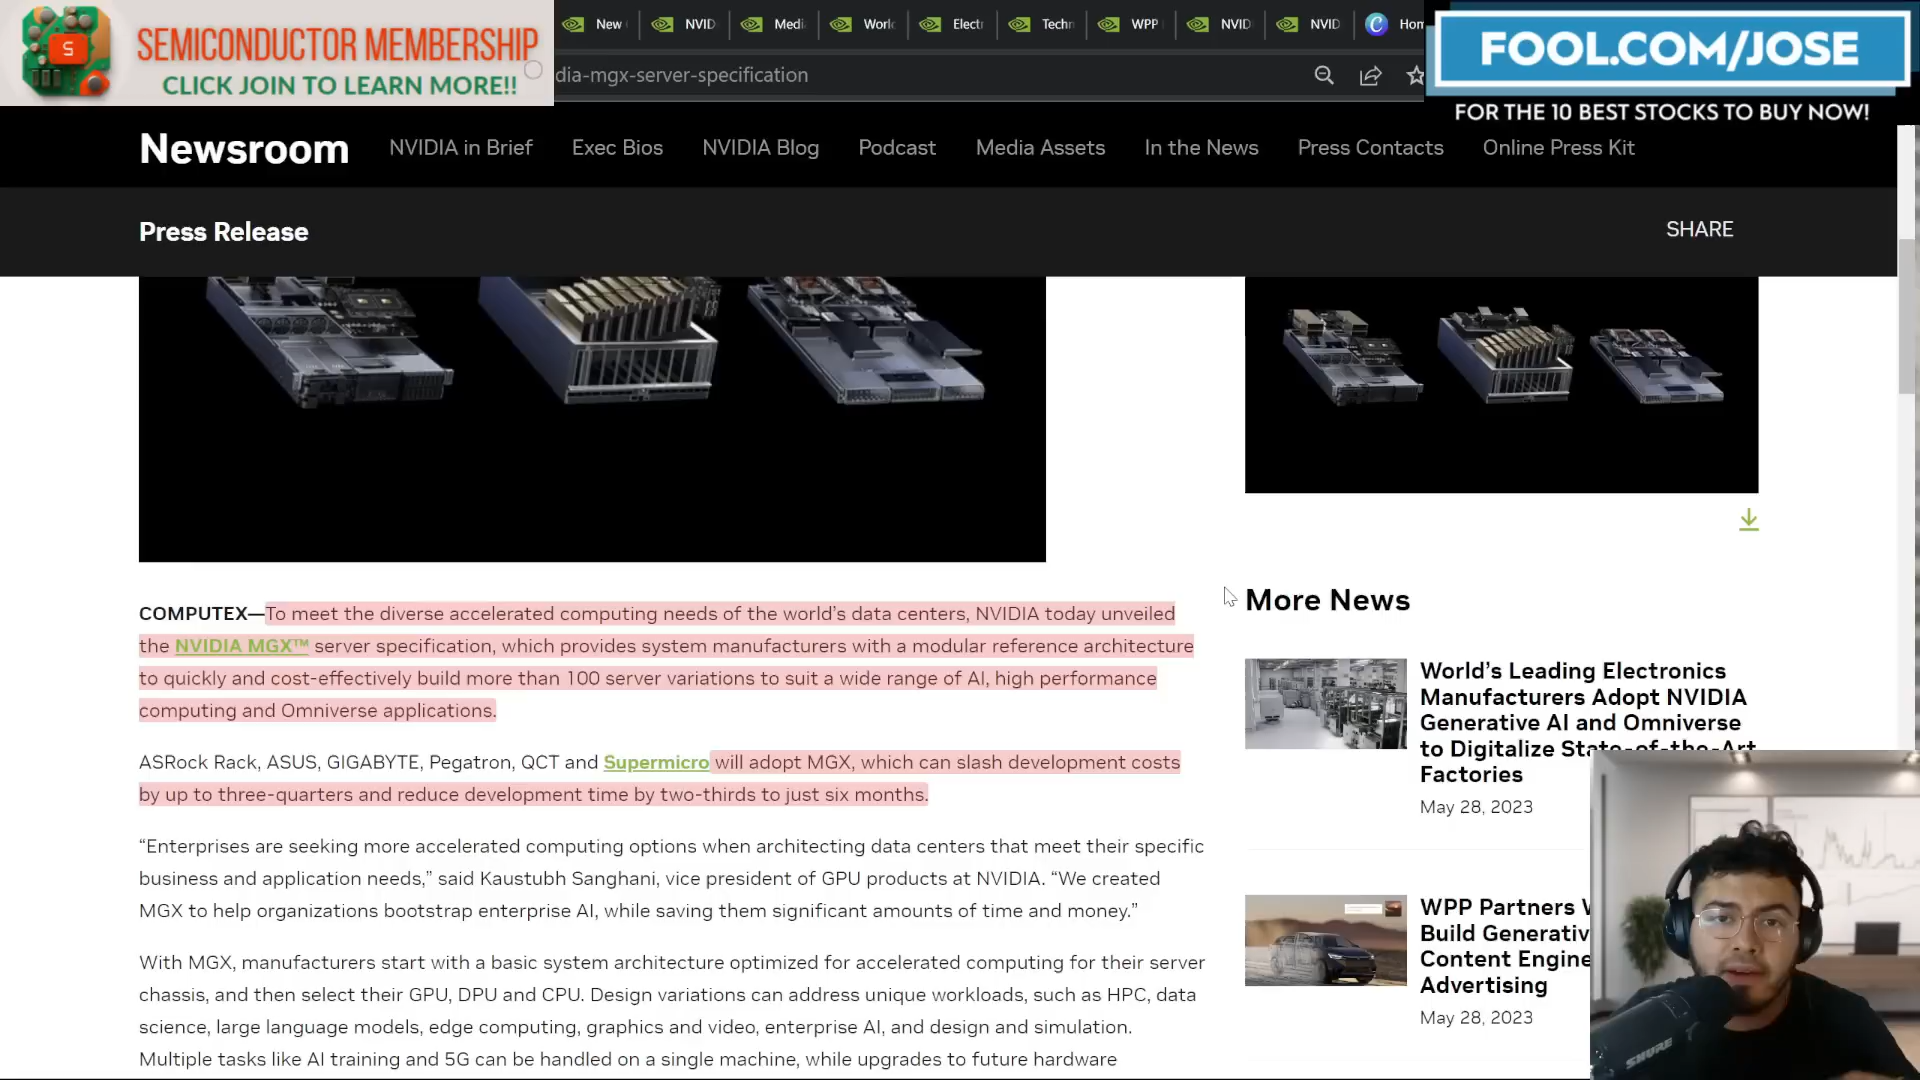 SEMICONDUCTOR MEMBERSHIP
CLICK JOIN TO LEARN MORE!!
S
New
NVID
Medi
Worl
Elect
Techn
WPP
NVID
NVID
Hom
dia-mgx-server-specification
FOOL.COM/JOSE
FOR THE 10 BEST STOCKS TO BUY NOW!
Newsroom
NVIDIA in Brief
Exec Bios
NVIDIA Blog
Podcast
Media Assets
In the News
Press Contacts
Online Press Kit
Press Release
SHARE
COMPUTEX—To meet the diverse accelerated computing needs of the world’s data centers, NVIDIA today unveiled
the NVIDIA MGX™ server specification, which provides system manufacturers with a modular reference architecture
to quickly and cost-effectively build more than 100 server variations to suit a wide range of AI, high performance
computing and Omniverse applications.
ASRock Rack, ASUS, GIGABYTE, Pegatron, QCT and Supermicro will adopt MGX, which can slash development costs
by up to three-quarters and reduce development time by two-thirds to just six months.
“Enterprises are seeking more accelerated computing options when architecting data centers that meet their specific
business and application needs,” said Kaustubh Sanghani, vice president of GPU products at NVIDIA. “We created
MGX to help organizations bootstrap enterprise AI, while saving them significant amounts of time and money.”
With MGX, manufacturers start with a basic system architecture optimized for accelerated computing for their server
chassis, and then select their GPU, DPU and CPU. Design variations can address unique workloads, such as HPC, data
science, large language models, edge computing, graphics and video, enterprise AI, and design and simulation.
Multiple tasks like AI training and 5G can be handled on a single machine, while upgrades to future hardware
More News
World’s Leading Electronics
Manufacturers Adopt NVIDIA
Generative AI and Omniverse
to Digitalize State-of-the-Art
Factories
May 28, 2023
WPP Partners
Build Generativ
Content Engine
Advertising
May 28, 2023
SHURE